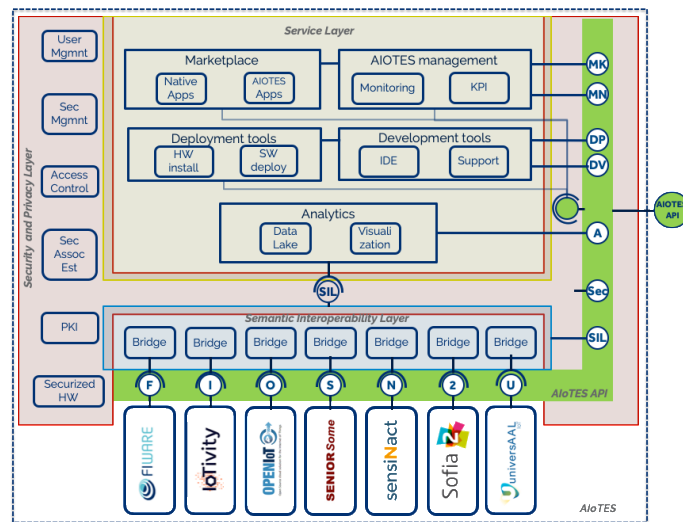 Service Layer
User
Mgmnt
Sec
Mgmnt
Access
Control
Sec
Assoc
Est
PKI
Securized
HW
Security and Privacy Layer
Marketplace
Native
Apps
AIOTES
Apps
AIOTES management
Monitoring
KPI
Deployment tools
HW
install
SW
deploy
Development tools
IDE
Support
Analytics
Data
Lake
Visuali
zation
MK
MN
DP
DV
A
Sec
SIL
AIOTES
API
SIL
Semantic Interoperability Layer
Bridge
Bridge
Bridge
Bridge
Bridge
Bridge
Bridge
F
I
O
S
N
2
U
AIoTES API
FIWARE
IoTivity
OPENIoT
SENIORSome
sensiNact
Sofia 2
universAAL
AIoTES